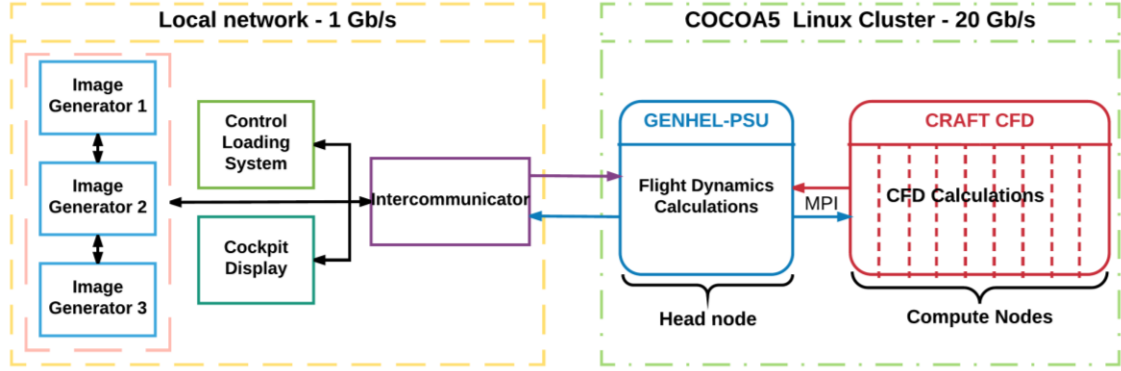 Local network - 1 Gb/s
COCOA5 Linux Cluster - 20 Gb/s
Image
Generator 1
Image
Generator 2
Image
Generator 3
Control
Loading
System
Cockpit
Display
Intercommunicator
GENHEL-PSU
Flight Dynamics
Calculations
Head node
MPI
CRAFT CFD
CFD Calculations
Compute Nodes